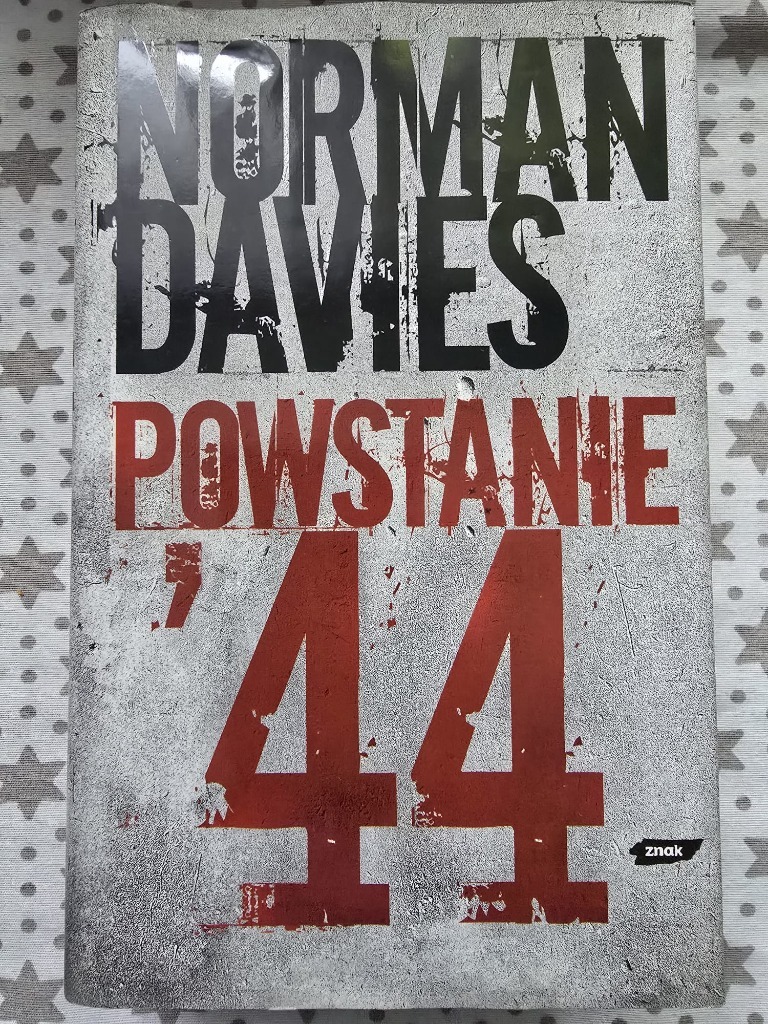 NORMAN
DAVIES
POWSTANIE
’44
znak